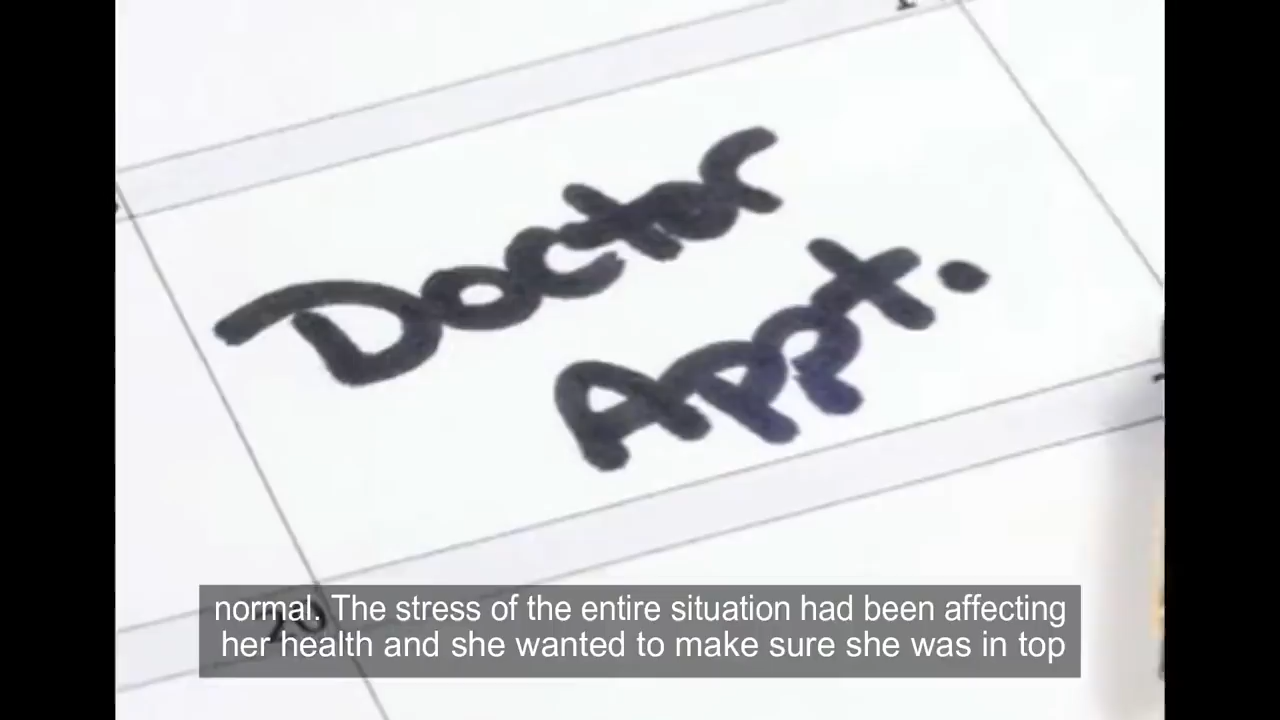 Doctor
Appt.
normal. The stress of the entire situation had been affecting
her health and she wanted to make sure she was in top